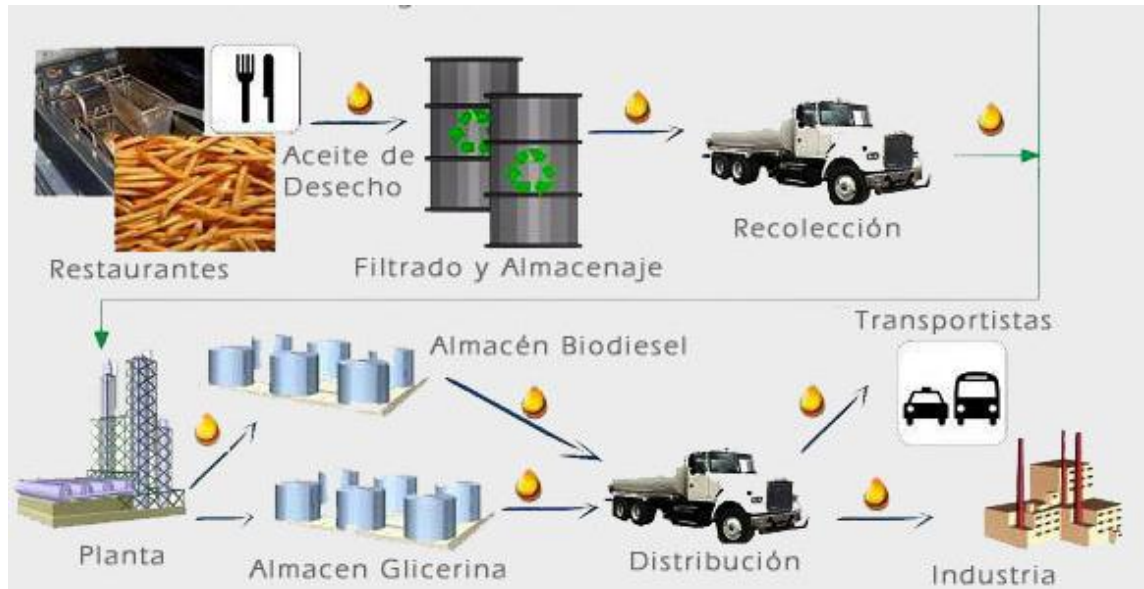 Aceite de
Desecho
Restaurantes
Filtrado y Almacenaje
Recolección
Transportistas
Almacén Biodiesel
Planta
Almacen Glicerina
Distribución
Industria